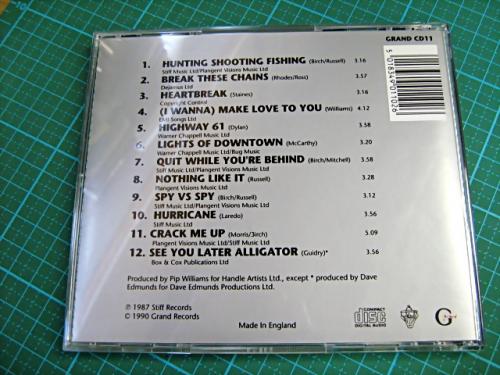 GRAND CD11
1. HUNTING SHOOTING FISHING (Birch/Russell) 3.16
Stiff Music Ltd/Plangent Visions Music Ltd
2. BREAK THESE CHAINS (Rhodes/Ross) 3.57
Dejamus Ltd
3. HEARTBREAK (Staines) 3.18
Copyright Control
4. (I WANNA) MAKE LOVE TO YOU (Williams) 4.12
EMI Songs Ltd
5. HIGHWAY 61 (Dylan) 3.58
Warner Chappell Music Ltd
6. LIGHTS OF DOWNTOWN (McCarthy) 3.20
Warner Chappell Music Ltd/Bug Music
7. QUIT WHILE YOU'RE BEHIND (Birch/Mitchell) 3.58
Stiff Music Ltd/Plangent Visions Music Ltd
8. NOTHING LIKE IT (Russell) 3.28
Plangent Visions Music Ltd
9. SPY VS SPY (Birch/Russell) 3.12
Stiff Music Ltd/Plangent Visions Music Ltd
10. HURRICANE (Laredo) 3.56
Stiff Music Ltd
11. CRACK ME UP (Morris/Birch) 5.09
Plangent Visions Music Ltd/Stiff Music Ltd
12. SEE YOU LATER ALLIGATOR (Guidry)* 3.56
Box & Cox Publications Ltd
Produced by Pip Williams for Handle Artists Ltd., except * produced by Dave
Edmunds for Dave Edmunds Productions Ltd.
℗ 1987 Stiff Records
© 1990 Grand Records
Made In England
COMPACT
disc
DIGITAL AUDIO
G